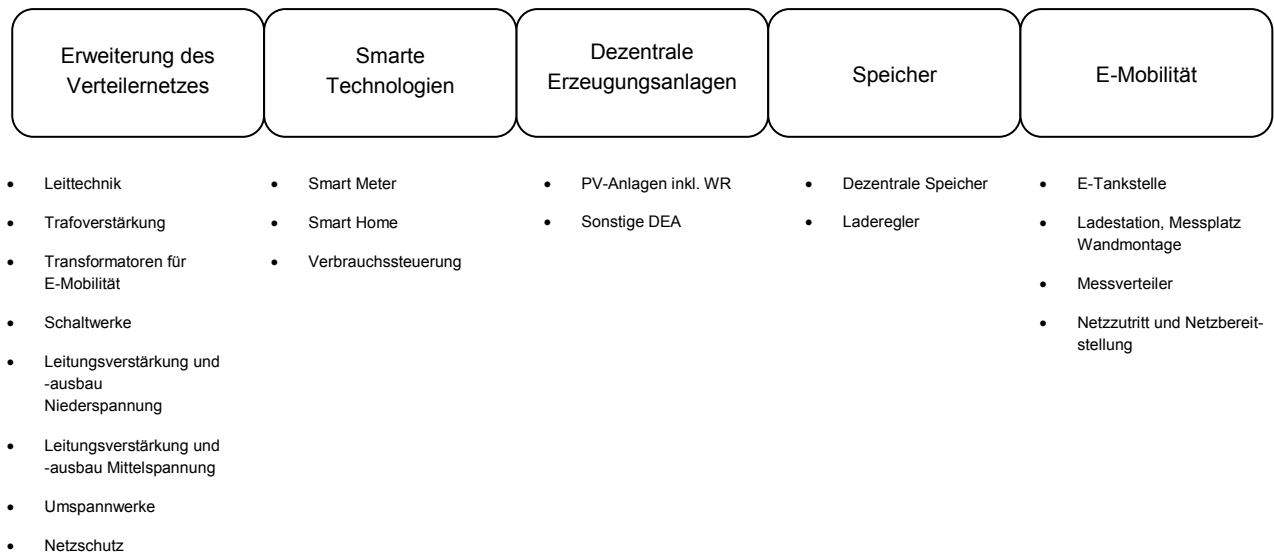 Erweiterung des
Verteilernetzes
Smarte
Technologien
Dezentrale
Erzeugungsanlagen
Speicher
E-Mobilität
• Leittechnik
• Trafoverstärkung
• Transformatoren für
E-Mobilität
• Schaltwerke
• Leitungsverstärkung und
-ausbau
Niederspannung
• Leitungsverstärkung und
-ausbau Mittelspannung
• Umspannwerke
• Netzschutz
• Smart Meter
• Smart Home
• Verbrauchssteuerung
• PV-Anlagen inkl. WR
• Sonstige DEA
• Dezentrale Speicher
• Laderegler
• E-Tankstelle
• Ladestation, Messplatz
Wandmontage
• Messverteiler
• Netzzutritt und Netzbereit-
stellung